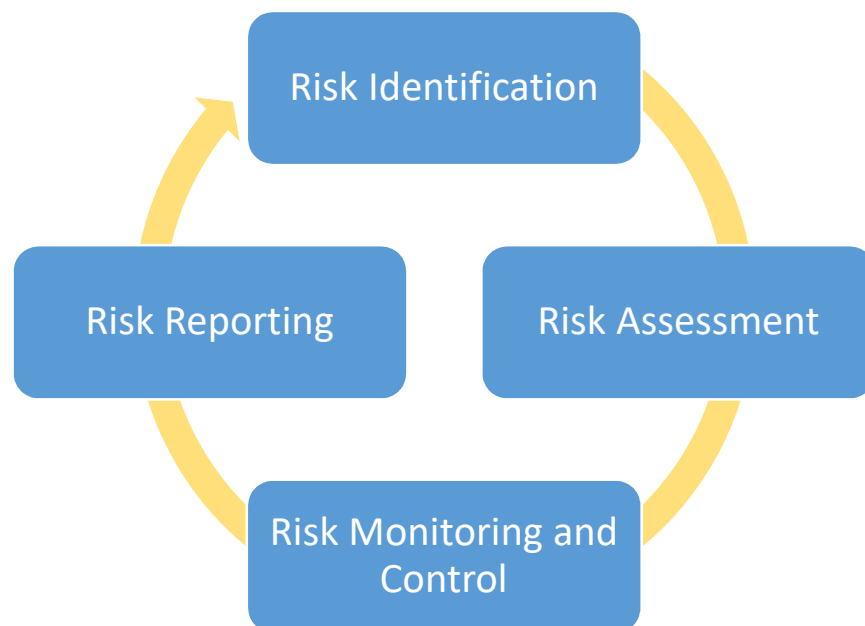 Risk Identification
Risk Reporting
Risk Assessment
Risk Monitoring and
Control